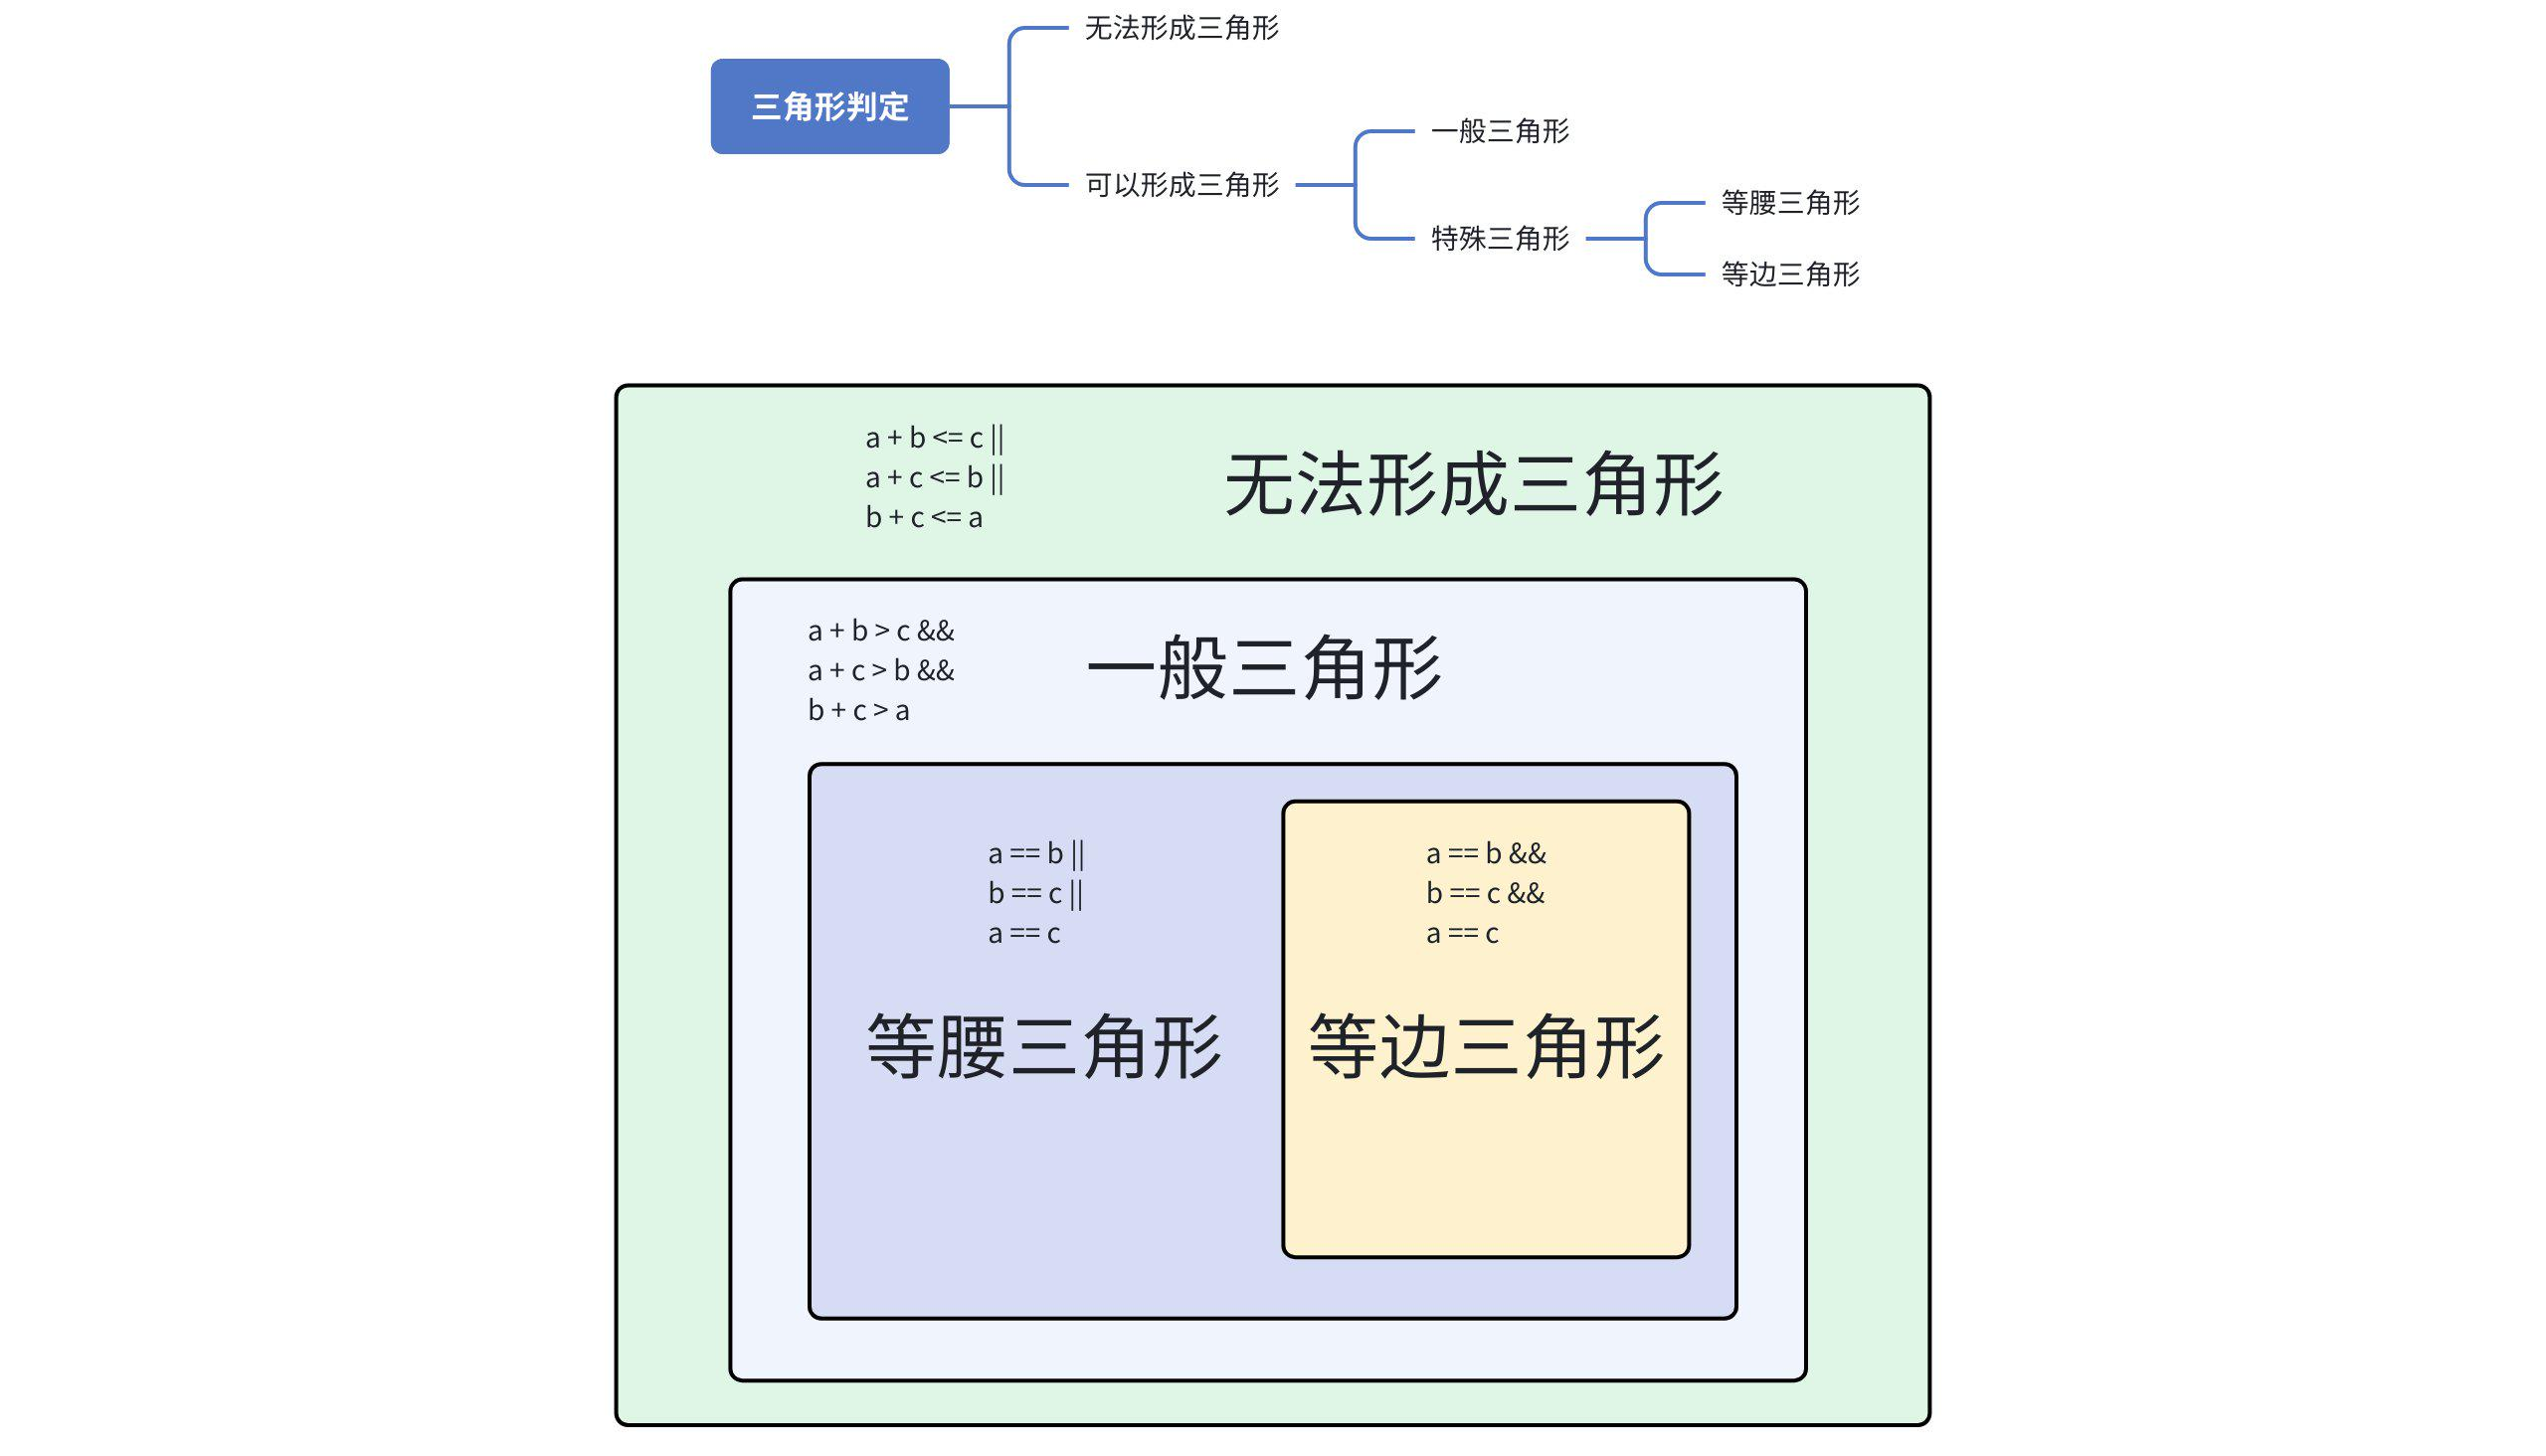 无法形成三角形
三角形判定
一般三角形
可以形成三角形
等腰三角形
特殊三角形
等边三角形
a + b <= c ||
a + c <= b ||
b + c <= a
无法形成三角形
a + b > c &&
a + c > b &&
b + c > a
一般三角形
a == b ||
b == c ||
a == c
等腰三角形
a == b &&
b == c &&
a == c
等边三角形